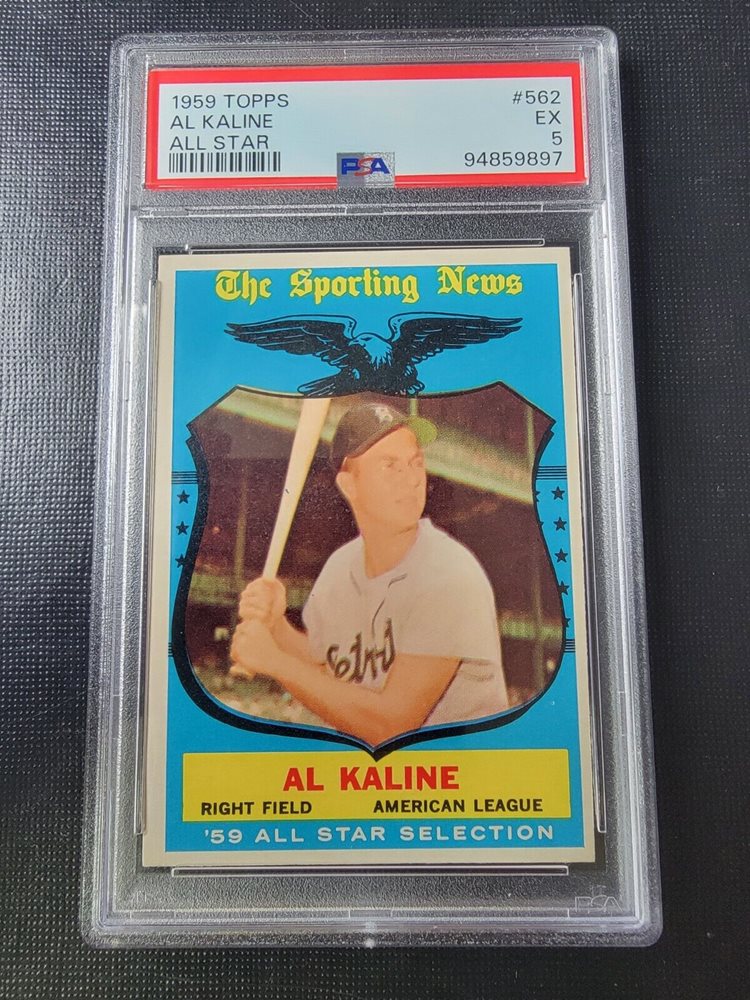 1959 TOPPS #562
AL KALINE EX
ALL STAR 5
PSA 94859897
The Sporting News
Detroit
AL KALINE
RIGHT FIELD AMERICAN LEAGUE
'59 ALL STAR SELECTION
PSA